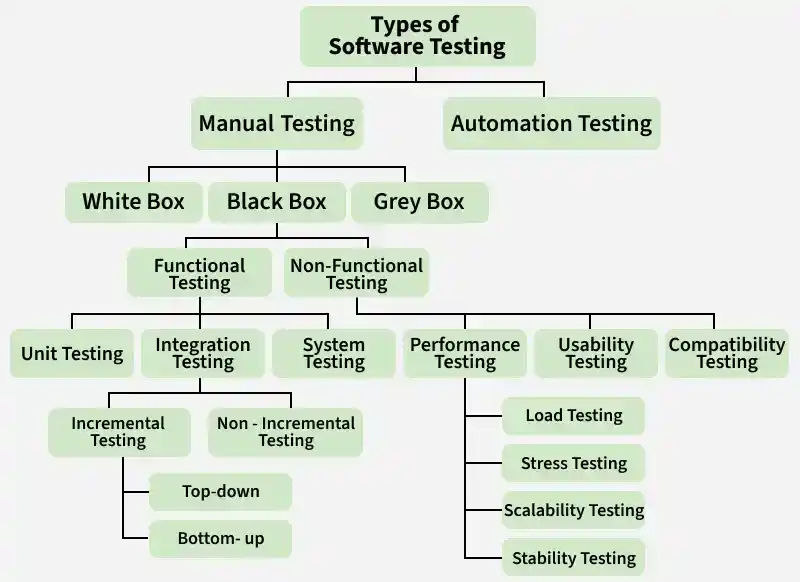 Types of
Software Testing
Manual Testing
Automation Testing
White Box
Black Box
Grey Box
Functional
Testing
Non-Functional
Testing
Unit Testing
Integration
Testing
System
Testing
Performance
Testing
Usability
Testing
Compatibility
Testing
Incremental
Testing
Non - Incremental
Testing
Load Testing
Stress Testing
Top-down
Scalability Testing
Bottom- up
Stability Testing